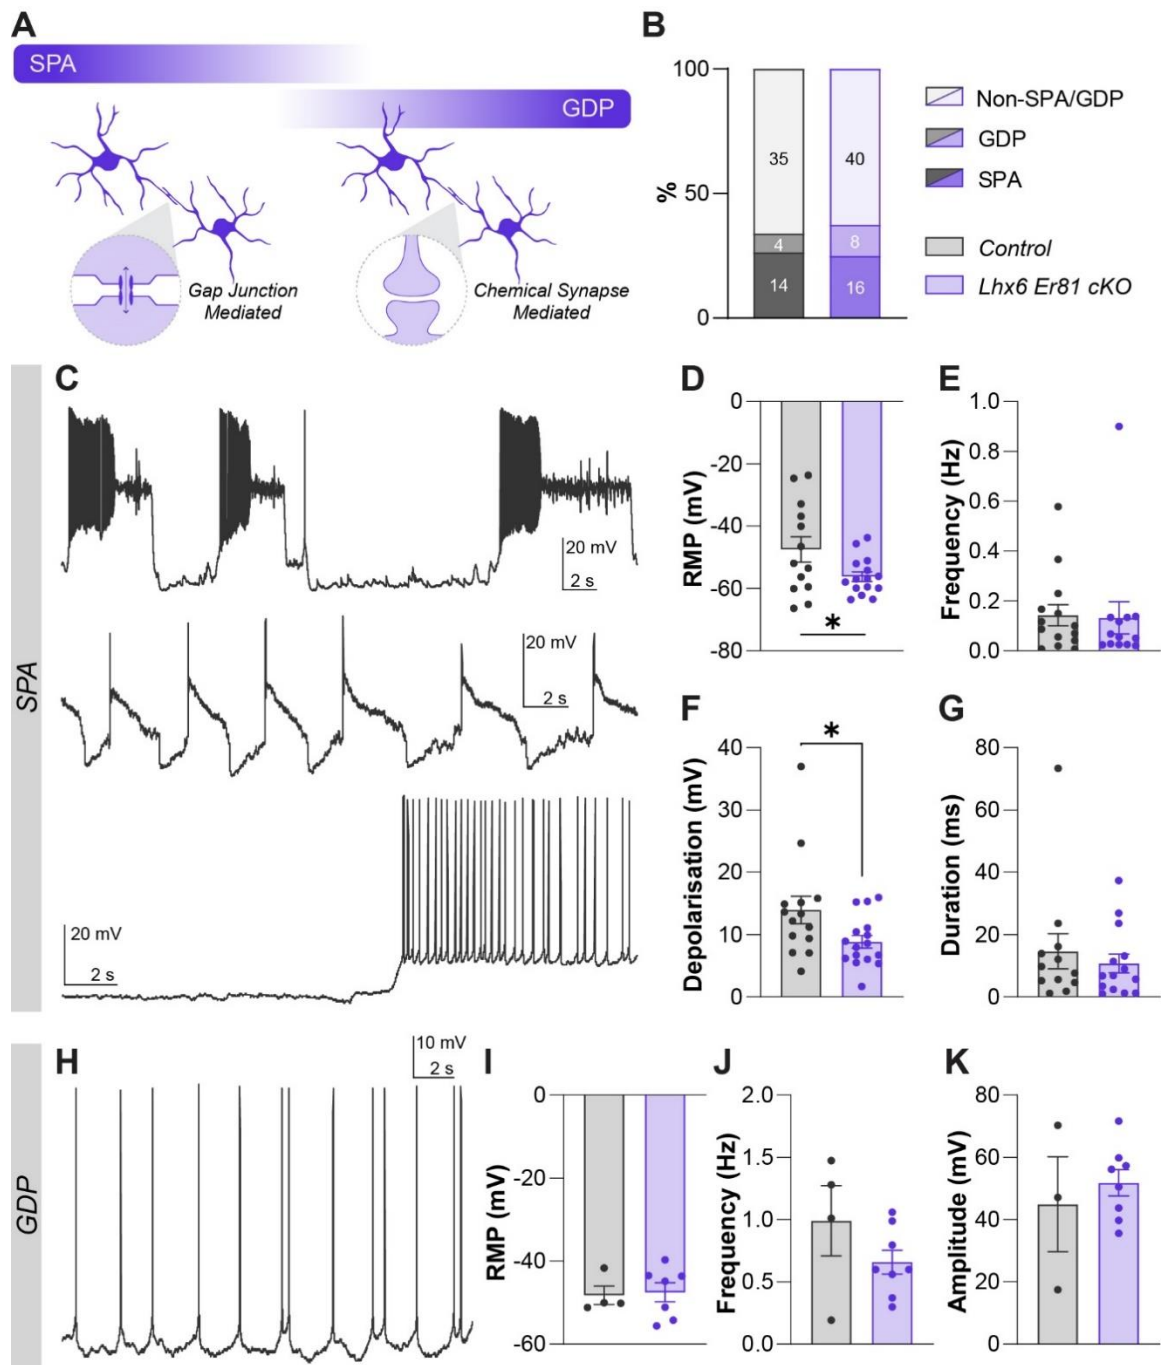 A
SPA
GDP
Gap Junction
Mediated
Chemical Synapse
Mediated
B
100
50
0
%
35
4
14
40
8
16
Non-SPA/GDP
GDP
SPA
Control
Lhx6 Er81 cKO
SPA
C
20 mV
2 s
20 mV
2 s
20 mV
2 s
D
0
-20
-40
-60
-80
RMP (mV)
*
E
1.0
0.8
0.6
0.4
0.2
0.0
Frequency (Hz)
F
40
30
20
10
0
Depolarisation (mV)
*
G
80
60
40
20
0
Duration (ms)
GDP
H
10 mV
2 s
I
0
-20
-40
-60
RMP (mV)
J
2.0
1.5
1.0
0.5
0.0
Frequency (Hz)
K
80
60
40
20
0
Amplitude (mV)